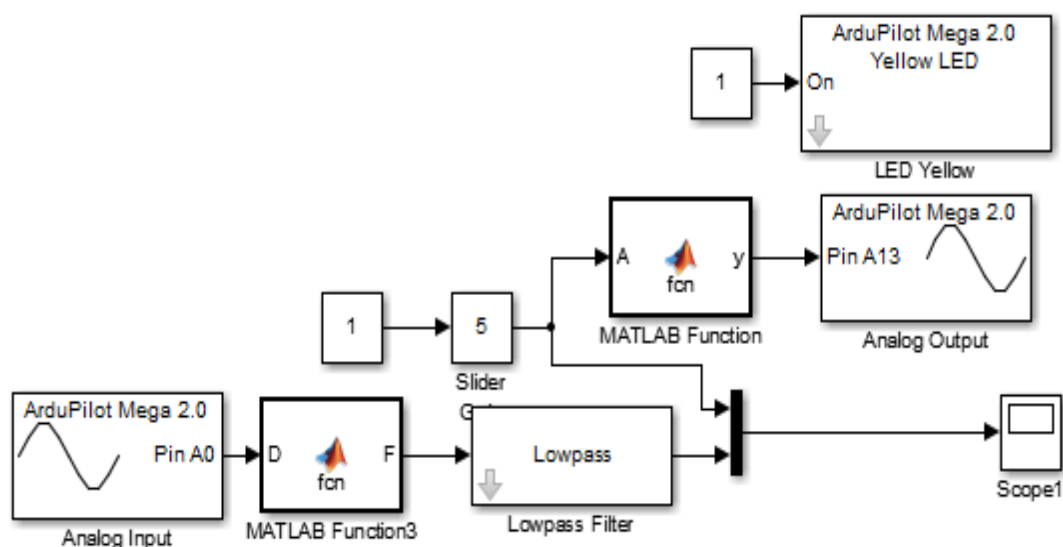 ArduPilot Mega 2.0
Yellow LED
1
On
LED Yellow
ArduPilot Mega 2.0
A
fcn
y
Pin A13
MATLAB Function
Analog Output
1
5
Slider
ArduPilot Mega 2.0
Pin A0
D
fcn
F
Lowpass
Analog Input
MATLAB Function3
Lowpass Filter
Scope1